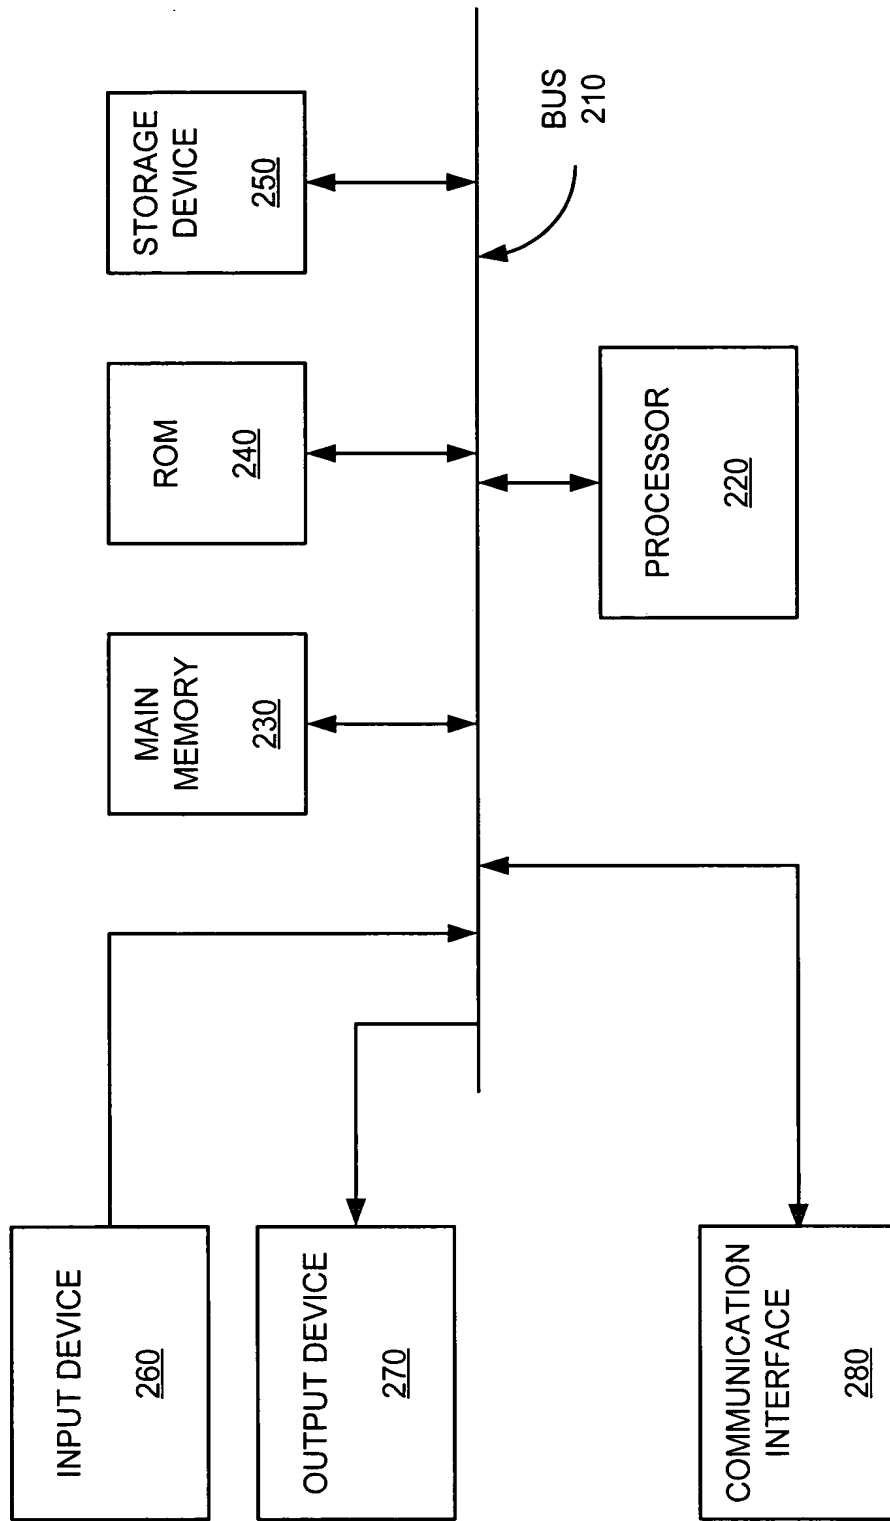 INPUT DEVICE
260
OUTPUT DEVICE
270
COMMUNICATION
INTERFACE
280
MAIN
MEMORY
230
ROM
240
STORAGE
DEVICE
250
PROCESSOR
220
BUS
210